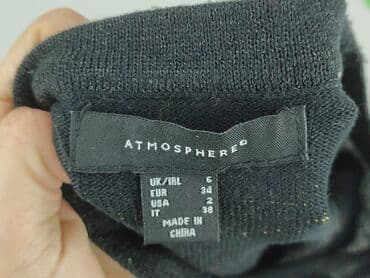 ATMOSPHERE
UK/IRL 6
EUR 34
USA 2
IT 38
MADE IN
CHINA